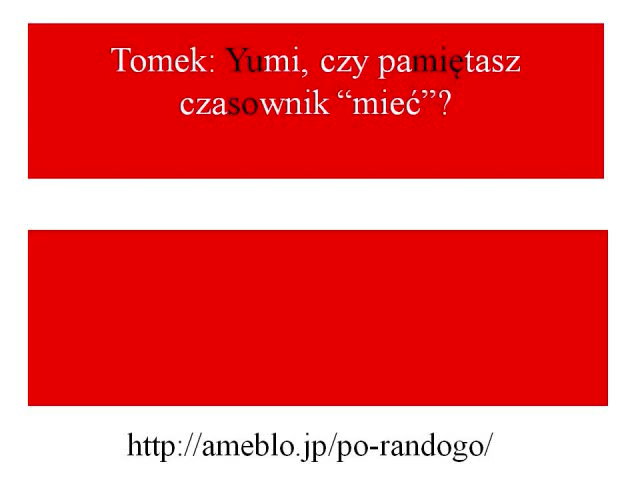 Tomek: Yumi, czy pamiętasz
czasownik “mieć”?
http://ameblo.jp/po-randogo/